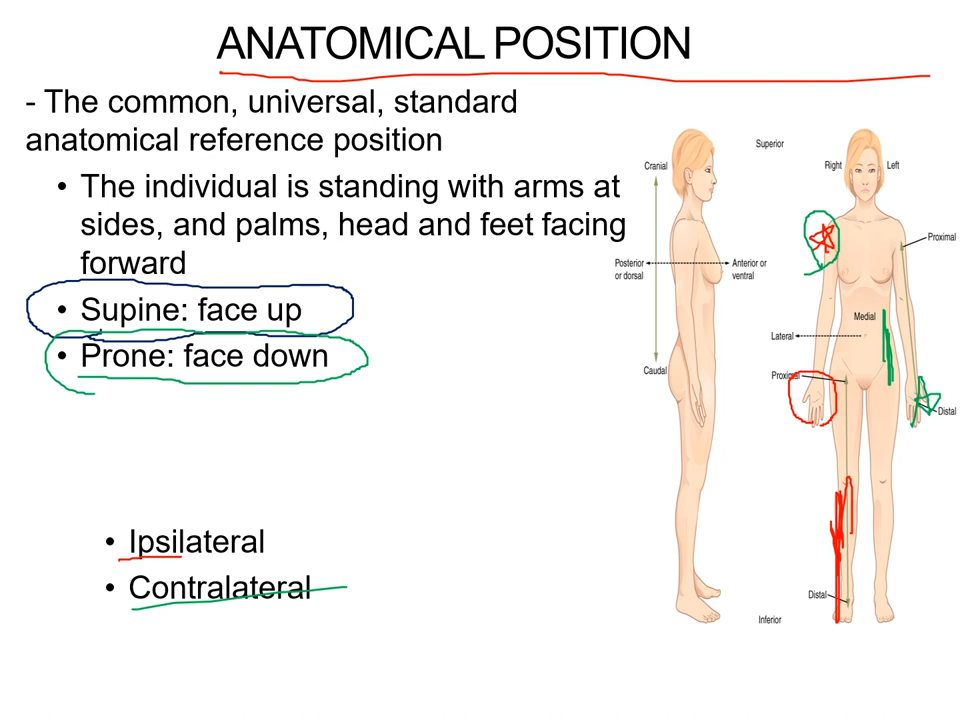 ANATOMICAL POSITION
- The common, universal, standard
anatomical reference position
• The individual is standing with arms at
sides, and palms, head and feet facing
forward
• Supine: face up
• Prone: face down
• Ipsilateral
• Contralateral
Superior
Cranial
Right
Left
Proximal
Posterior
or dorsal
Anterior or
ventral
Medial
Lateral
Caudal
Proximal
Distal
Distal
Inferior